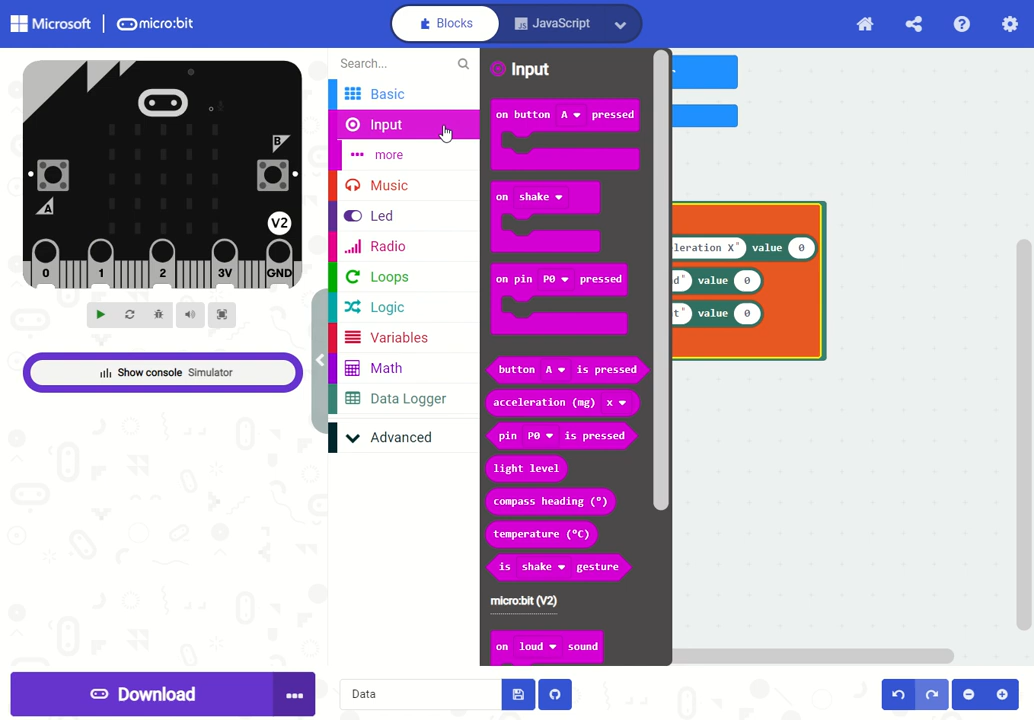 Microsoft micro:bit
Blocks
JavaScript
B
A
V2
0 1 2 3V GND
Show console Simulator
Search...
Basic
Input
more
Music
Led
Radio
Loops
Logic
Variables
Math
Data Logger
Advanced
Input
on button A pressed
on shake
on pin P0 pressed
button A is pressed
acceleration (mg) x
pin P0 is pressed
light level
compass heading (°)
temperature (°C)
is shake gesture
micro:bit (V2)
on loud sound
leration X" value 0
d" value 0
t" value 0
Download
Data